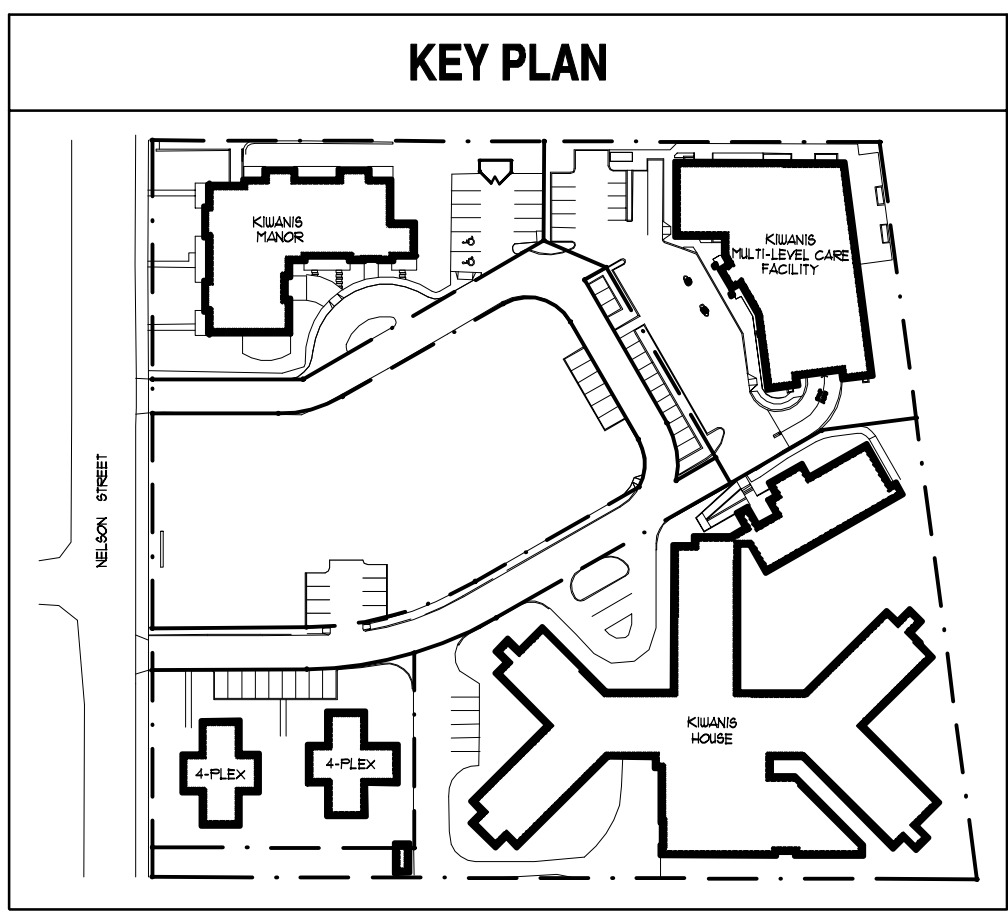 KEY PLAN
KIWANIS
MANOR
KIWANIS
MULTI-LEVEL CARE
FACILITY
NELSON STREET
KIWANIS
HOUSE
4-PLEX
4-PLEX